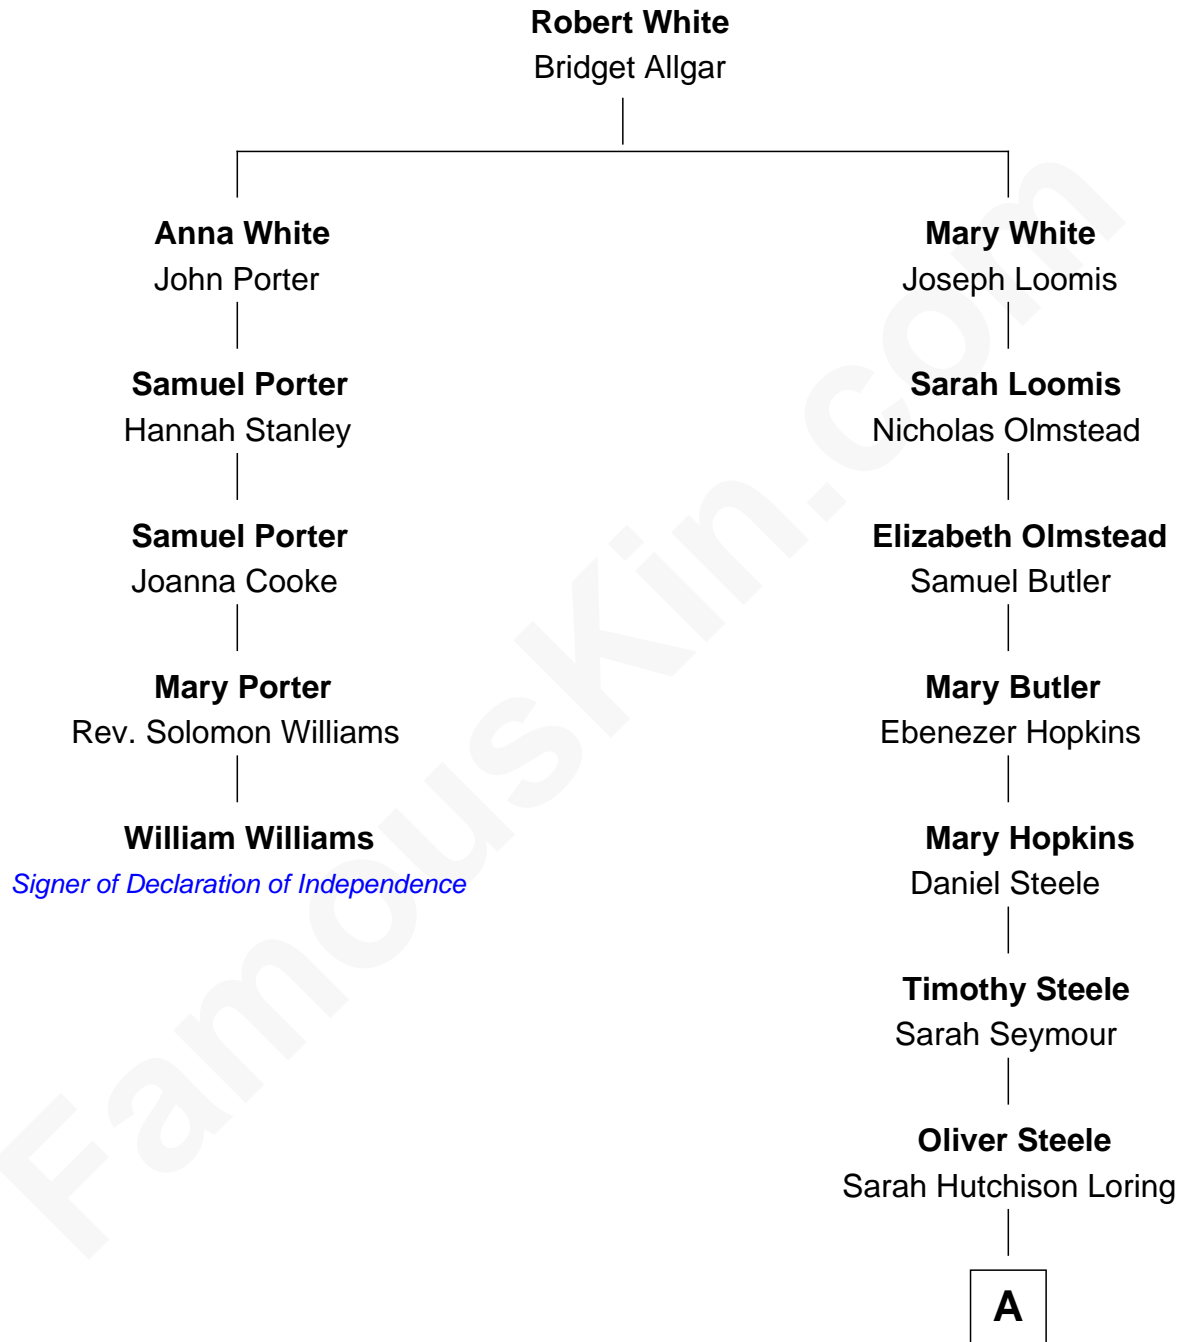 Robert White
Bridget Allgar
Anna White
John Porter
Mary White
Joseph Loomis
Samuel Porter
Hannah Stanley
Sarah Loomis
Nicholas Olmstead
Samuel Porter
Joanna Cooke
Elizabeth Olmstead
Samuel Butler
Mary Porter
Rev. Solomon Williams
Mary Butler
Ebenezer Hopkins
William Williams
Signer of Declaration of Independence
Mary Hopkins
Daniel Steele
Timothy Steele
Sarah Seymour
Oliver Steele
Sarah Hutchison Loring
A
FamousKin.com